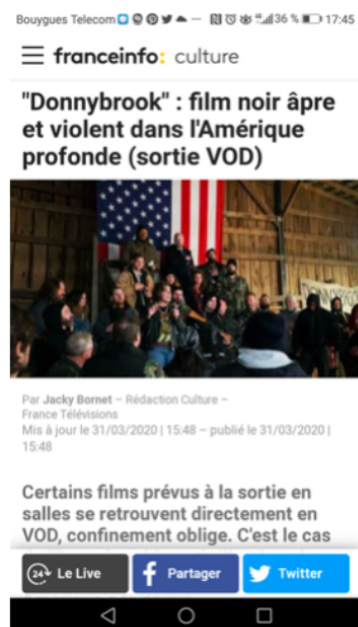 Bouygues Telecom 36 % 17:45
franceinfo: culture
"Donnybrook" : film noir âpre
et violent dans l'Amérique
profonde (sortie VOD)
Par Jacky Bornet – Rédaction Culture –
France Télévisions
Mis à jour le 31/03/2020 | 15:48 – publié le 31/03/2020 |
15:48
Certains films prévus à la sortie en
salles se retrouvent directement en
VOD, confinement oblige. C'est le cas
24 Le Live
Partager
Twitter